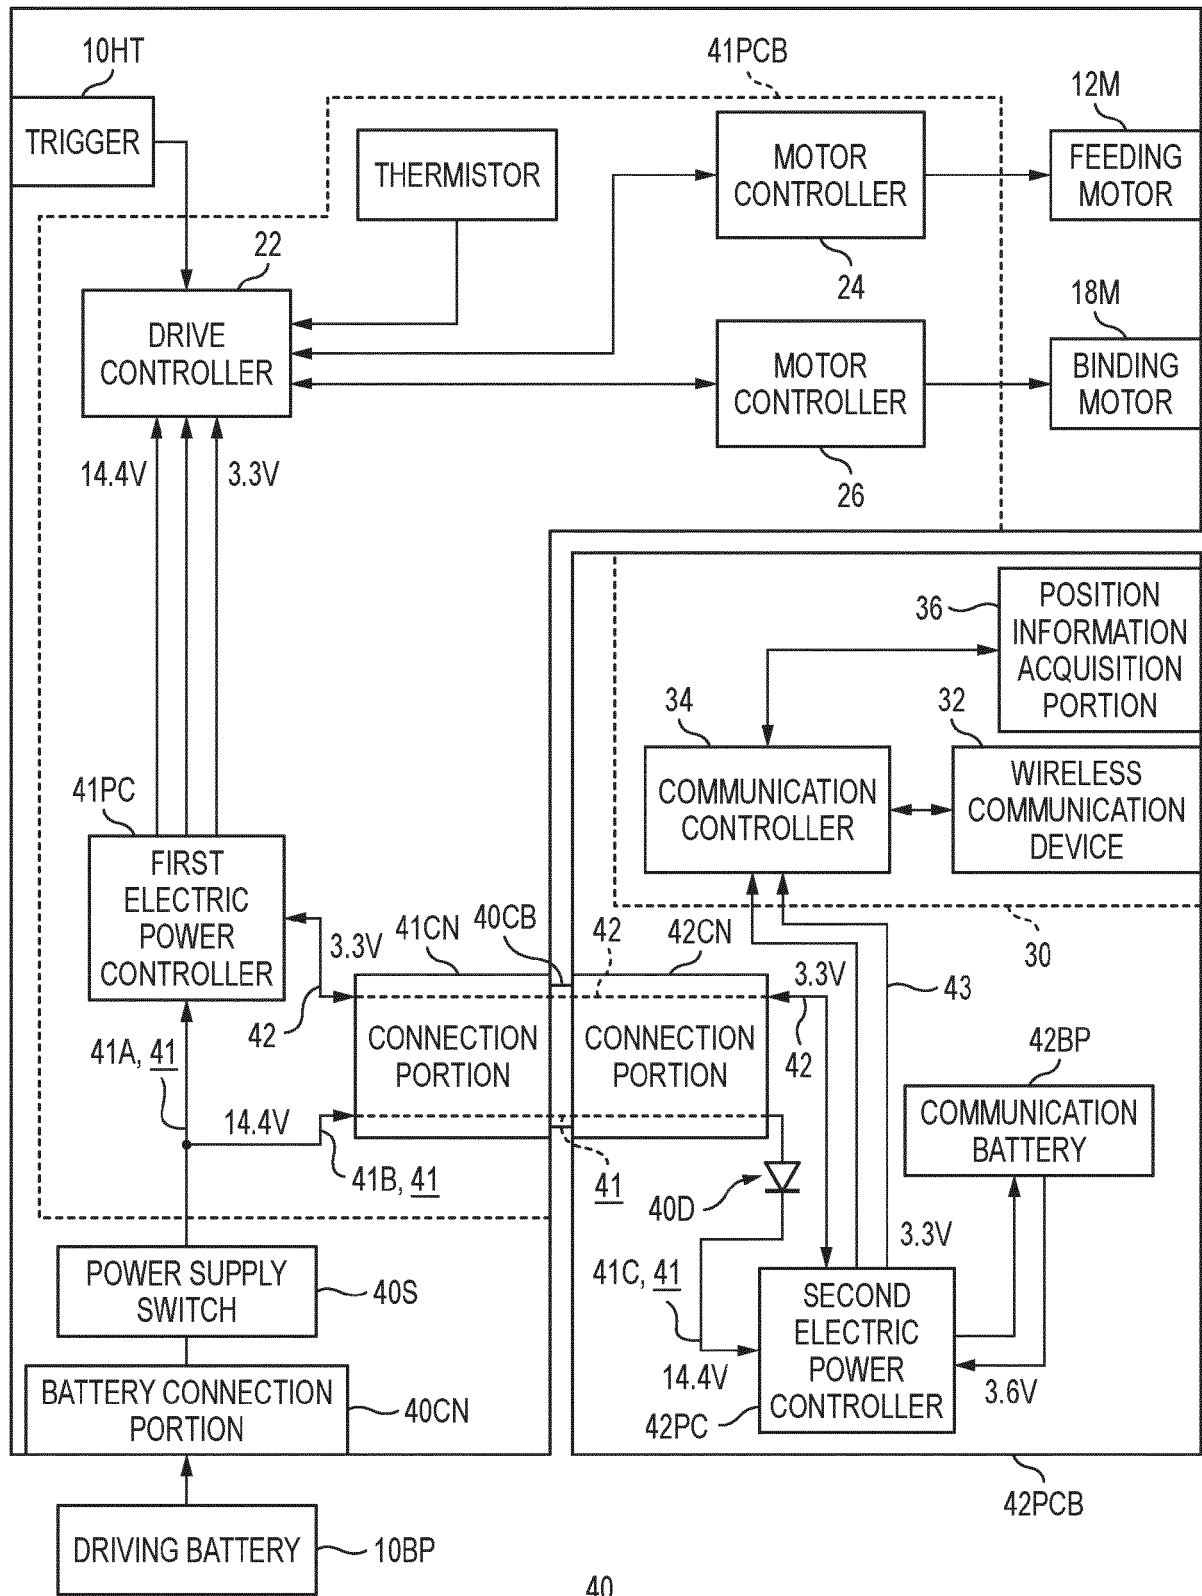 10HT
41PCB
12M
TRIGGER
THERMISTOR
MOTOR
CONTROLLER
FEEDING
MOTOR
22
24
18M
DRIVE
CONTROLLER
MOTOR
CONTROLLER
BINDING
MOTOR
14.4V
3.3V
26
36
POSITION
INFORMATION
ACQUISITION
PORTION
34
32
41PC
COMMUNICATION
CONTROLLER
WIRELESS
COMMUNICATION
DEVICE
FIRST
ELECTRIC
POWER
CONTROLLER
3.3V
41CN
40CB
42
42CN
30
3.3V
43
42
CONNECTION
PORTION
CONNECTION
PORTION
42
41A, 41
42BP
14.4V
COMMUNICATION
BATTERY
41B, 41
41
40D
3.3V
POWER SUPPLY
SWITCH
40S
41C, 41
SECOND
ELECTRIC
POWER
CONTROLLER
14.4V
3.6V
BATTERY CONNECTION
PORTION
40CN
42PC
42PCB
DRIVING BATTERY
10BP
40